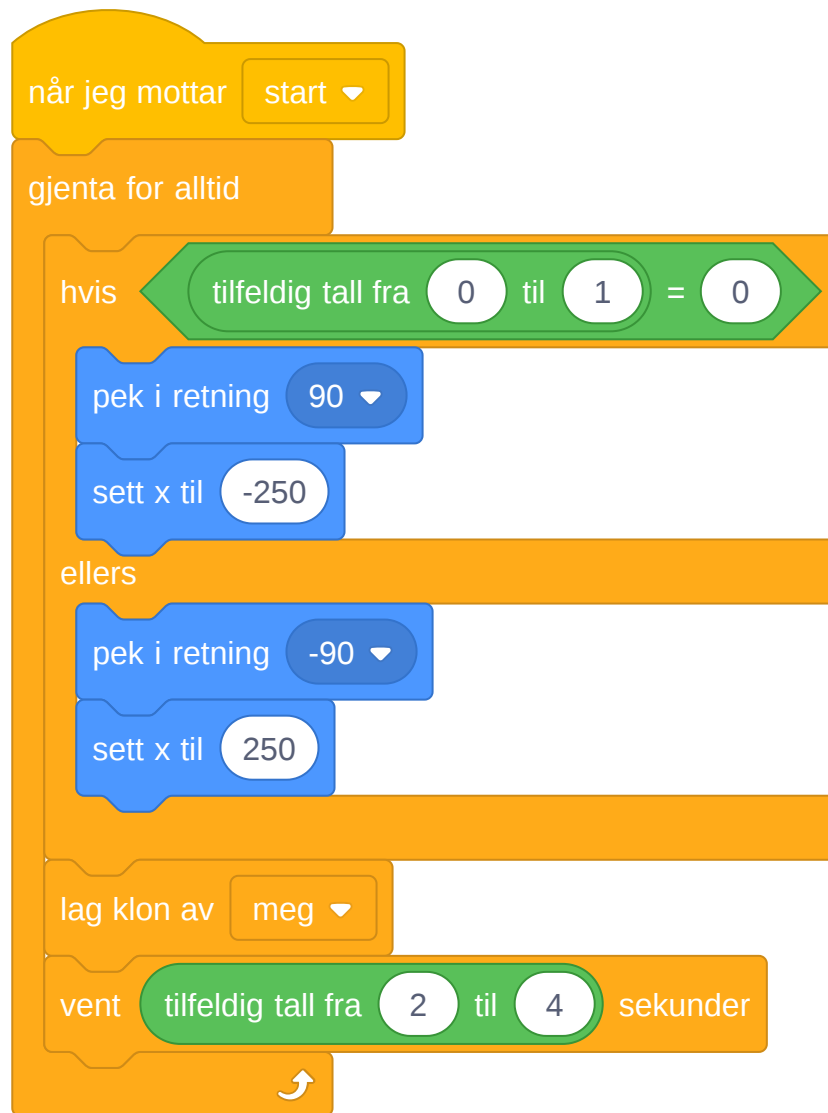 når jeg mottar start
gjenta for alltid
hvis tilfeldig tall fra 0 til 1 = 0
pek i retning 90
sett x til -250
ellers
pek i retning -90
sett x til 250
lag klon av meg
vent tilfeldig tall fra 2 til 4 sekunder